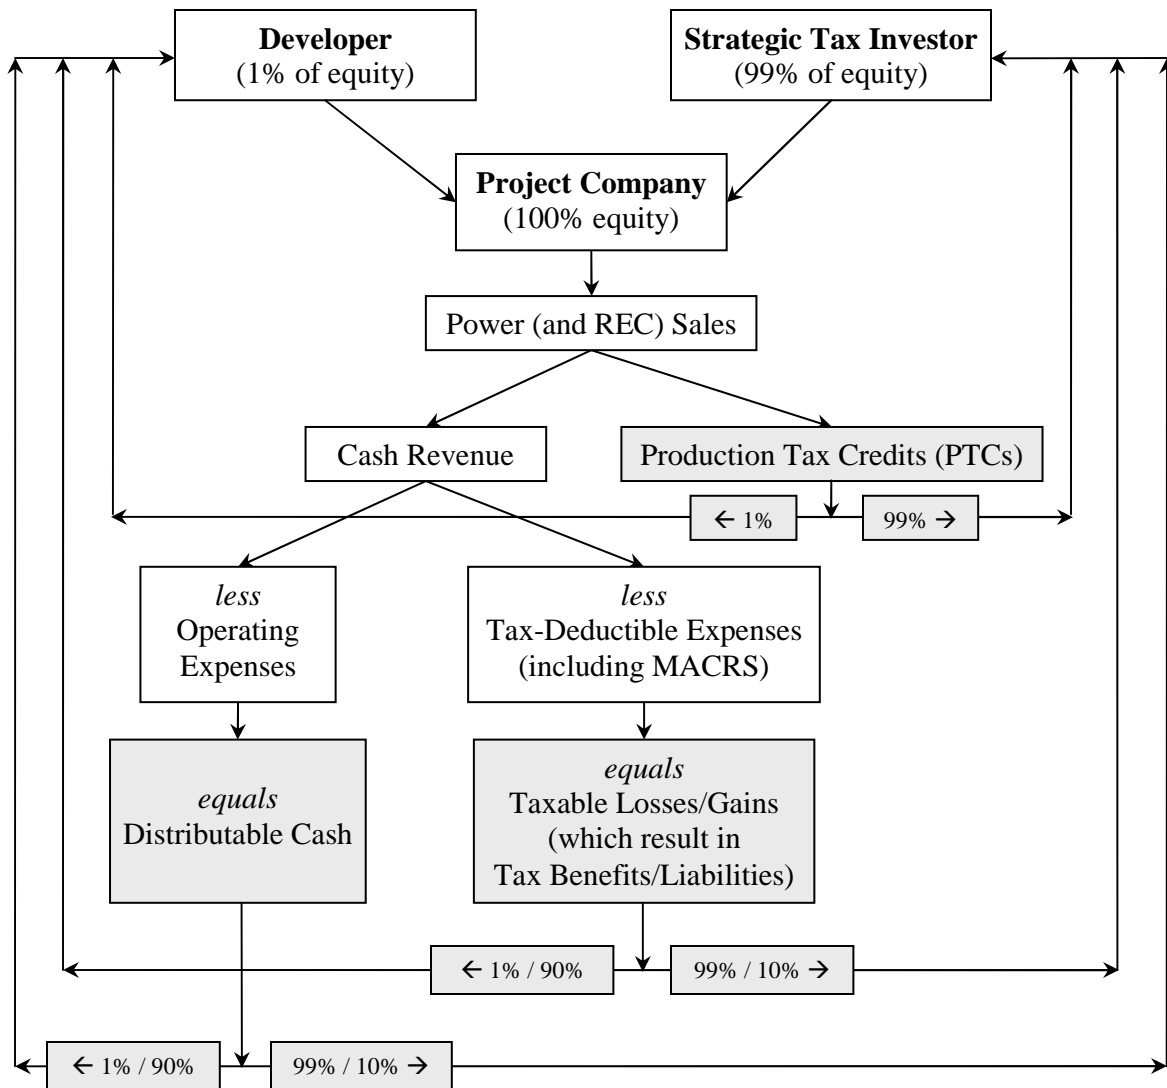 Developer
(1% of equity)
Strategic Tax Investor
(99% of equity)
Project Company
(100% equity)
Power (and REC) Sales
Cash Revenue
Production Tax Credits (PTCs)
← 1%
99% →
less
Operating
Expenses
less
Tax-Deductible Expenses
(including MACRS)
equals
Distributable Cash
equals
Taxable Losses/Gains
(which result in
Tax Benefits/Liabilities)
← 1% / 90%
99% / 10% →
← 1% / 90%
99% / 10% →